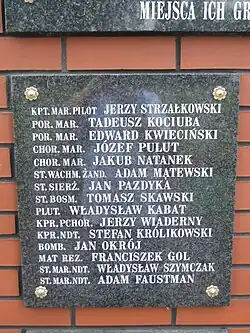 MIEJSCA ICH GR
KPT. MAR. PILOT JERZY STRZAŁKOWSKI
POR. MAR. TADEUSZ KOCIUBA
POR. MAR. EDWARD KWIECIŃSKI
CHOR. MAR. JÓZEF PULUT
CHOR. MAR. JAKUB NATANEK
ST. WACHM. ŻAND. ADAM MATEWSKI
ST. SIERŻ. JAN PAZDYKA
ST. BOSM. TOMASZ SKAWSKI
PLUT. WŁADYSŁAW KABAT
KPR. PCHOR. JERZY WIADERNY
KPR. NDT. STEFAN KRÓLIKOWSKI
BOMB. JAN OKRÓJ
MAT REZ. FRANCISZEK GOL
ST. MAR. NDT. WŁADYSŁAW SZYMCZAK
ST. MAR. NDT. ADAM FAUSTMAN